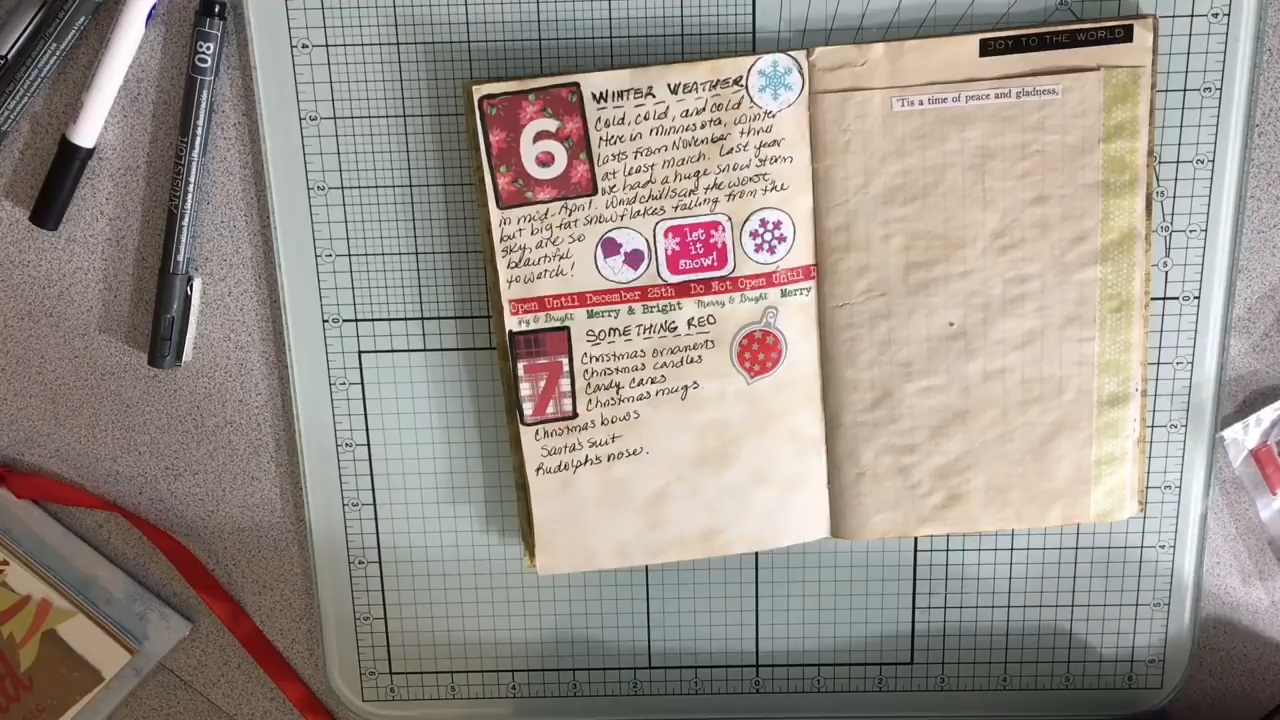 08
ARTISTS LOFT
6
WINTER WEATHER
Cold, cold, and cold!
Here in Minnesota, winter
lasts from November thru
at least March. Last year
we had a huge snow storm
in mid-April. Windchills are the worst,
but big fat snowflakes falling from the
sky are so
beautiful
to watch!
let
it
snow!
Open Until December 25th Do Not Open Until D
& Bright Merry & Bright Merry & Bright Merry
7
SOMETHING RED
Christmas ornaments
Christmas candles
Candy canes
Christmas mugs
Christmas bows
Santa's suit
Rudolph's nose.
JOY TO THE WORLD
'Tis a time of peace and gladness,